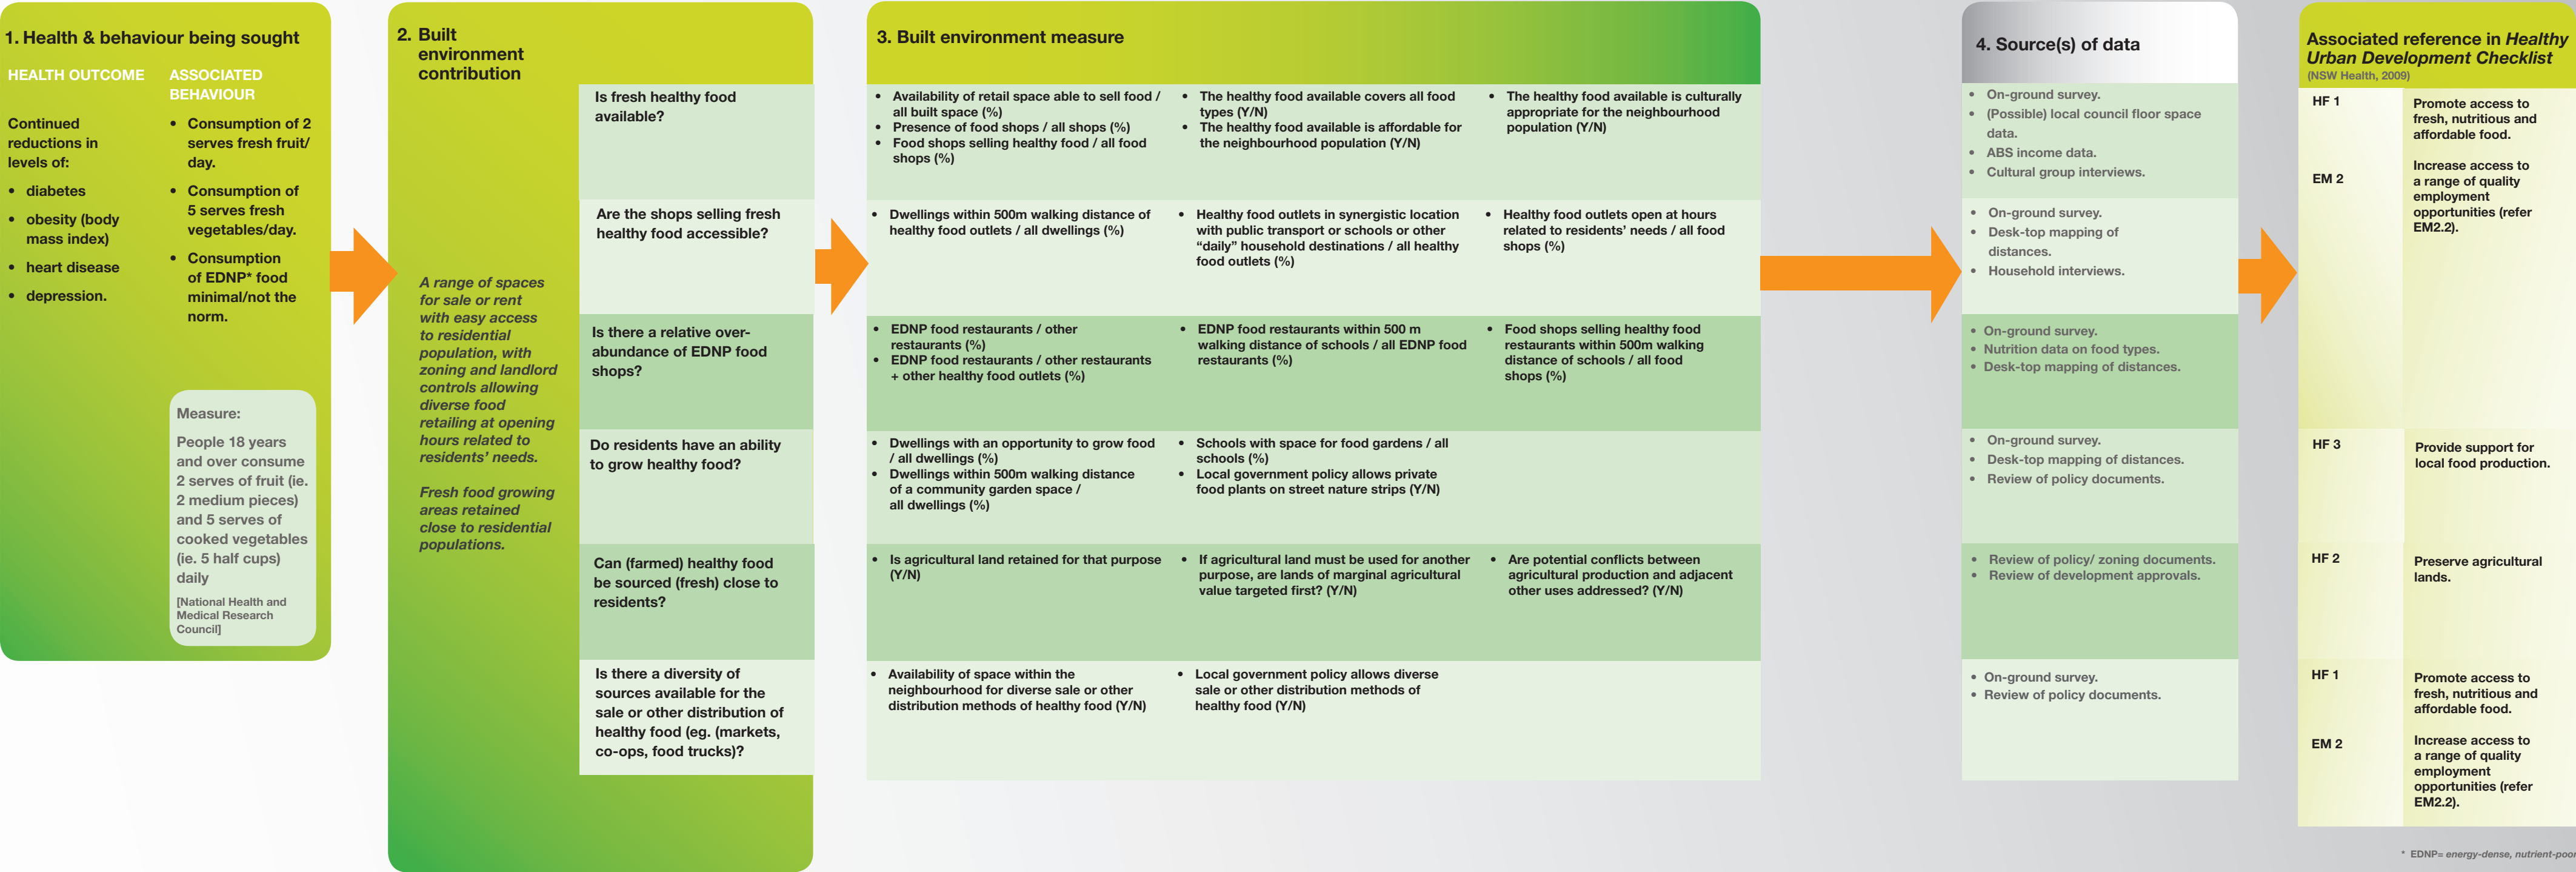 1. Health & behaviour being sought
HEALTH OUTCOME
Continued
reductions in
levels of:
• diabetes
• obesity (body
mass index)
• heart disease
• depression.
ASSOCIATED
BEHAVIOUR
• Consumption of 2
serves fresh fruit/
day.
• Consumption of
5 serves fresh
vegetables/day.
• Consumption
of EDNP* food
minimal/not the
norm.
Measure:
People 18 years
and over consume
2 serves of fruit (ie.
2 medium pieces)
and 5 serves of
cooked vegetables
(ie. 5 half cups)
daily
[National Health and
Medical Research
Council]
2. Built
environment
contribution
A range of spaces
for sale or rent
with easy access
to residential
population, with
zoning and landlord
controls allowing
diverse food
retailing at opening
hours related to
residents’ needs.
Fresh food growing
areas retained
close to residential
populations.
Is fresh healthy food
available?
Are the shops selling fresh
healthy food accessible?
Is there a relative over-
abundance of EDNP food
shops?
Do residents have an ability
to grow healthy food?
Can (farmed) healthy food
be sourced (fresh) close to
residents?
Is there a diversity of
sources available for the
sale or other distribution of
healthy food (eg. (markets,
co-ops, food trucks)?
3. Built environment measure
• Availability of retail space able to sell food /
all built space (%)
• Presence of food shops / all shops (%)
• Food shops selling healthy food / all food
shops (%)
• The healthy food available covers all food
types (Y/N)
• The healthy food available is affordable for
the neighbourhood population (Y/N)
• The healthy food available is culturally
appropriate for the neighbourhood
population (Y/N)
• Dwellings within 500m walking distance of
healthy food outlets / all dwellings (%)
• Healthy food outlets in synergistic location
with public transport or schools or other
“daily” household destinations / all healthy
food outlets (%)
• Healthy food outlets open at hours
related to residents’ needs / all food
shops (%)
• EDNP food restaurants / other
restaurants (%)
• EDNP food restaurants / other restaurants
+ other healthy food outlets (%)
• EDNP food restaurants within 500 m
walking distance of schools / all EDNP food
restaurants (%)
• Food shops selling healthy food
restaurants within 500m walking
distance of schools / all food
shops (%)
• Dwellings with an opportunity to grow food
/ all dwellings (%)
• Dwellings within 500m walking distance
of a community garden space /
all dwellings (%)
• Schools with space for food gardens / all
schools (%)
• Local government policy allows private
food plants on street nature strips (Y/N)
• Is agricultural land retained for that purpose
(Y/N)
• If agricultural land must be used for another
purpose, are lands of marginal agricultural
value targeted first? (Y/N)
• Are potential conflicts between
agricultural production and adjacent
other uses addressed? (Y/N)
• Availability of space within the
neighbourhood for diverse sale or other
distribution methods of healthy food (Y/N)
• Local government policy allows diverse
sale or other distribution methods of
healthy food (Y/N)
4. Source(s) of data
• On-ground survey.
• (Possible) local council floor space
data.
• ABS income data.
• Cultural group interviews.
• On-ground survey.
• Desk-top mapping of
distances.
• Household interviews.
• On-ground survey.
• Nutrition data on food types.
• Desk-top mapping of distances.
• On-ground survey.
• Desk-top mapping of distances.
• Review of policy documents.
• Review of policy/ zoning documents.
• Review of development approvals.
• On-ground survey.
• Review of policy documents.
Associated reference in Healthy
Urban Development Checklist
(NSW Health, 2009)
HF 1
Promote access to
fresh, nutritious and
affordable food.
EM 2
Increase access to
a range of quality
employment
opportunities (refer
EM2.2).
HF 3
Provide support for
local food production.
HF 2
Preserve agricultural
lands.
HF 1
Promote access to
fresh, nutritious and
affordable food.
EM 2
Increase access to
a range of quality
employment
opportunities (refer
EM2.2).
* EDNP= energy-dense, nutrient-poor